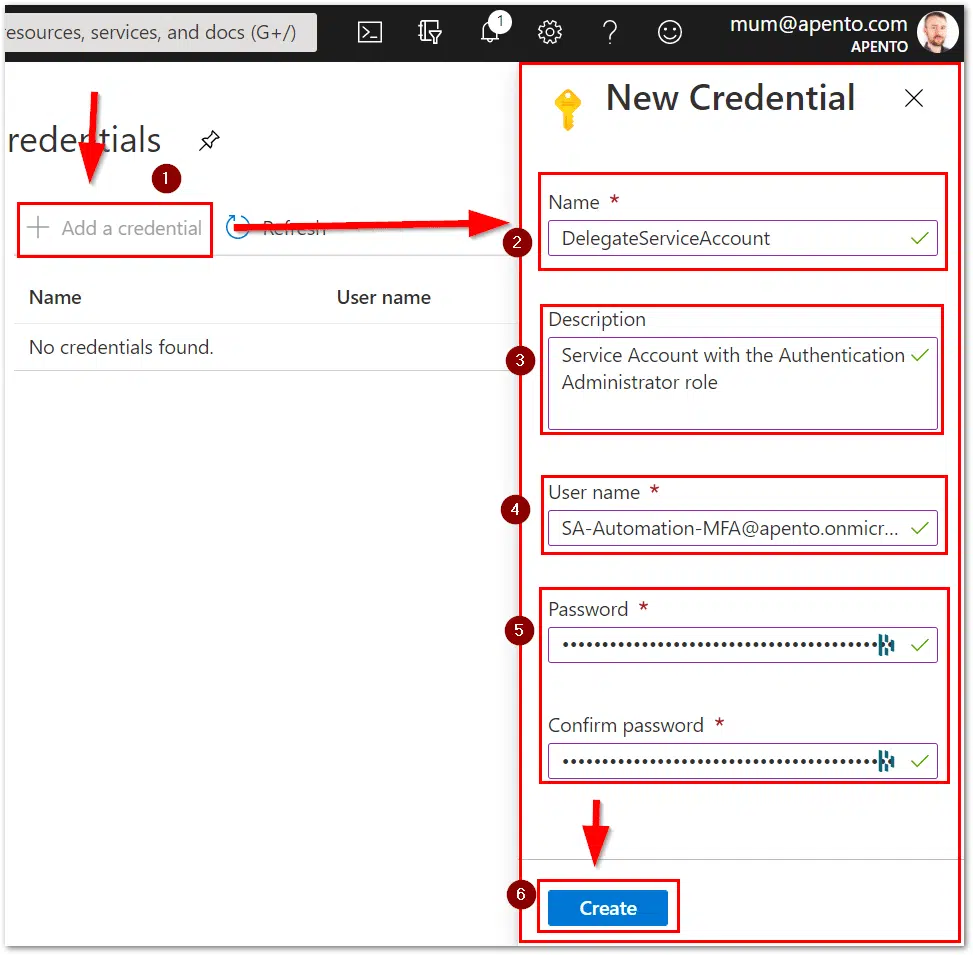 esources, services, and docs (G+/)
1
mum@apento.com
APENTO
redentials
New Credential
1
Add a credential
Refresh
Name
User name
No credentials found.
2
Name *
DelegateServiceAccount
3
Description
Service Account with the Authentication
Administrator role
4
User name *
SA-Automation-MFA@apento.onmicr...
5
Password *
Confirm password *
6
Create